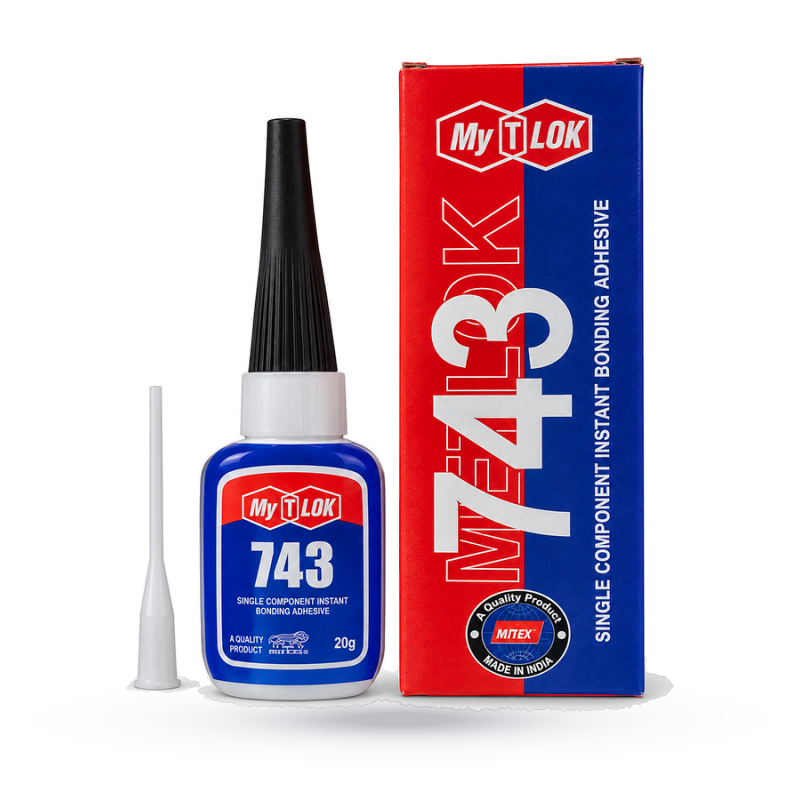 My T LOK
743
SINGLE COMPONENT INSTANT
BONDING ADHESIVE
A QUALITY
PRODUCT
20g
My T LOK
743
SINGLE COMPONENT INSTANT BONDING ADHESIVE
A Quality Product
MITEX
MADE IN INDIA